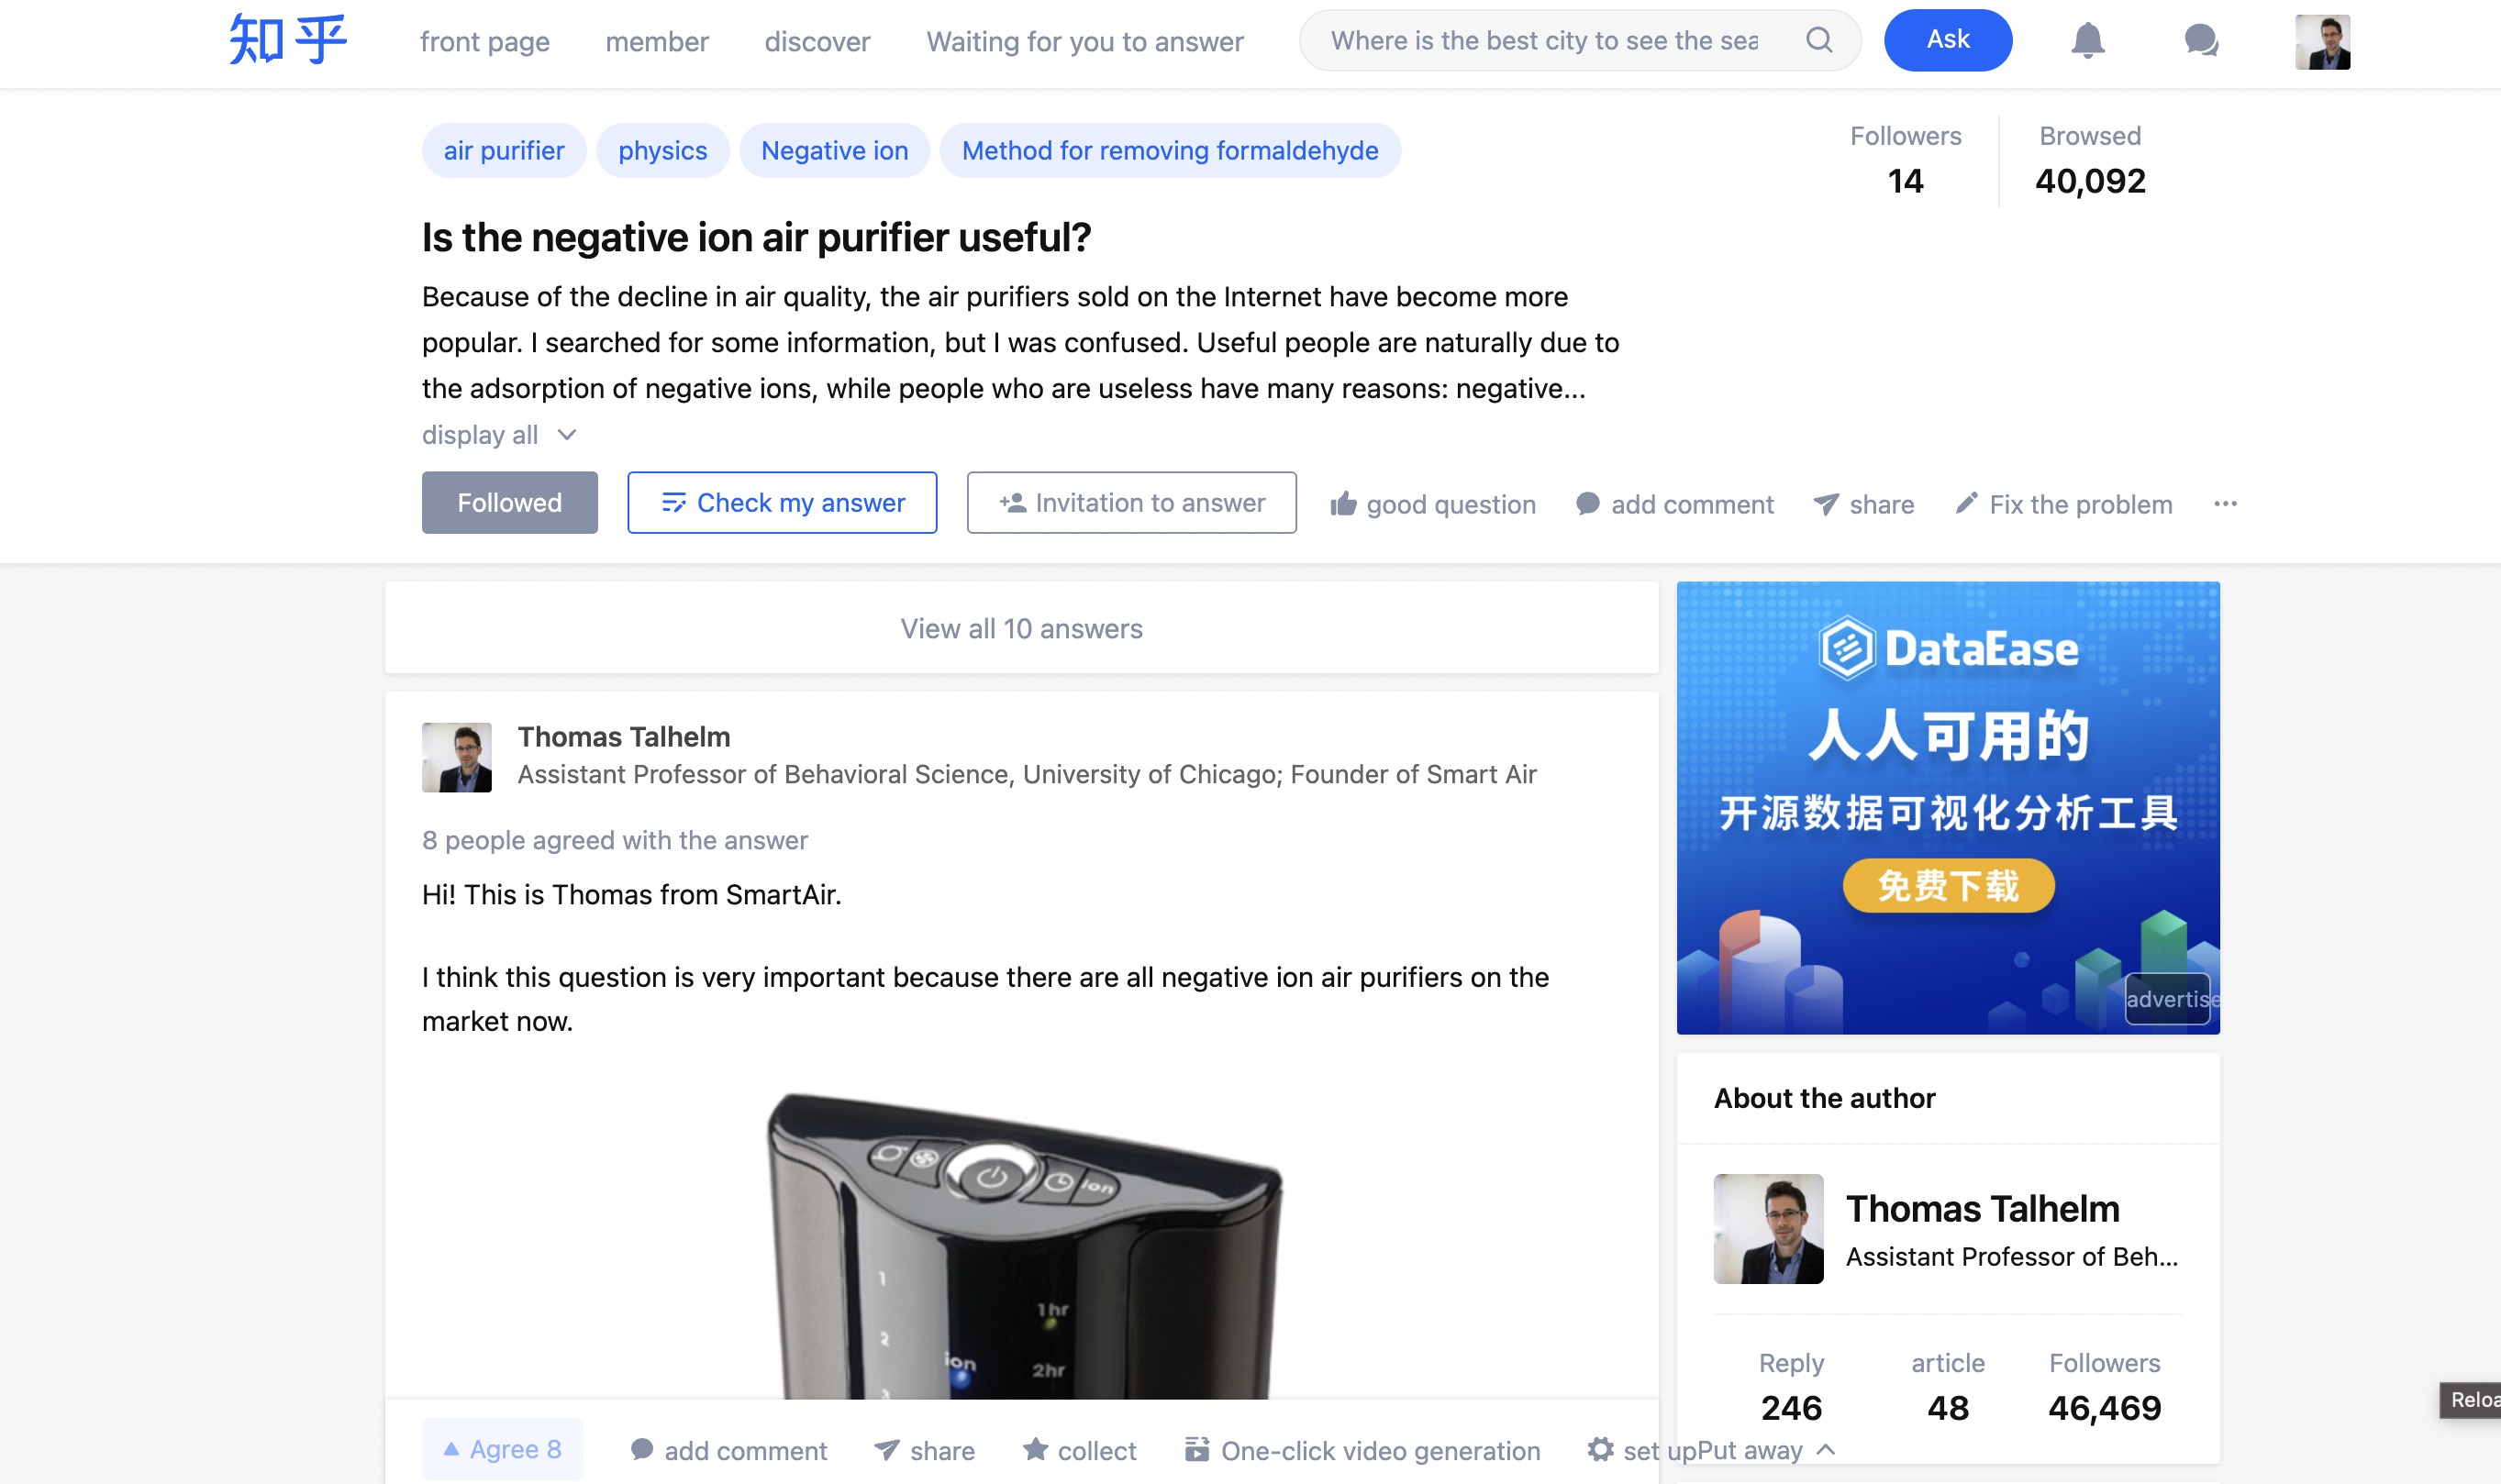 知乎
front page
member
discover
Waiting for you to answer
Where is the best city to see the sea
Ask
air purifier
physics
Negative ion
Method for removing formaldehyde
Followers
14
Browsed
40,092
Is the negative ion air purifier useful?
Because of the decline in air quality, the air purifiers sold on the Internet have become more
popular. I searched for some information, but I was confused. Useful people are naturally due to
the adsorption of negative ions, while people who are useless have many reasons: negative...
display all
Followed
Check my answer
Invitation to answer
good question
add comment
share
Fix the problem
View all 10 answers
Thomas Talhelm
Assistant Professor of Behavioral Science, University of Chicago; Founder of Smart Air
8 people agreed with the answer
Hi! This is Thomas from SmartAir.
I think this question is very important because there are all negative ion air purifiers on the
market now.
Ion
1
1hr
2
ion
2hr
3
Agree 8
add comment
share
collect
One-click video generation
set up
Put away
DataEase
人人可用的
开源数据可视化分析工具
免费下载
advertise
About the author
Thomas Talhelm
Assistant Professor of Beh...
Reply
246
article
48
Followers
46,469
Reloa